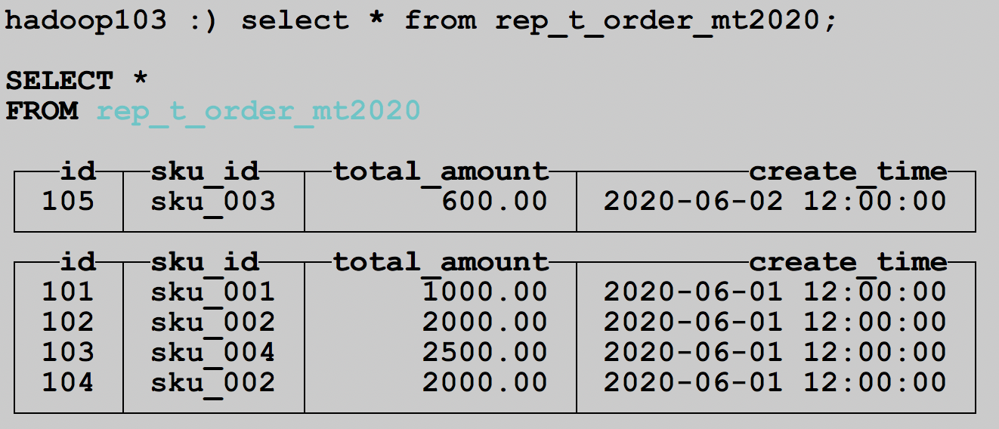 hadoop103 :) select * from rep_t_order_mt2020;
SELECT *
FROM rep_t_order_mt2020
id sku_id total_amount create_time
105 sku_003 600.00 2020-06-02 12:00:00
id sku_id total_amount create_time
101 sku_001 1000.00 2020-06-01 12:00:00
102 sku_002 2000.00 2020-06-01 12:00:00
103 sku_004 2500.00 2020-06-01 12:00:00
104 sku_002 2000.00 2020-06-01 12:00:00